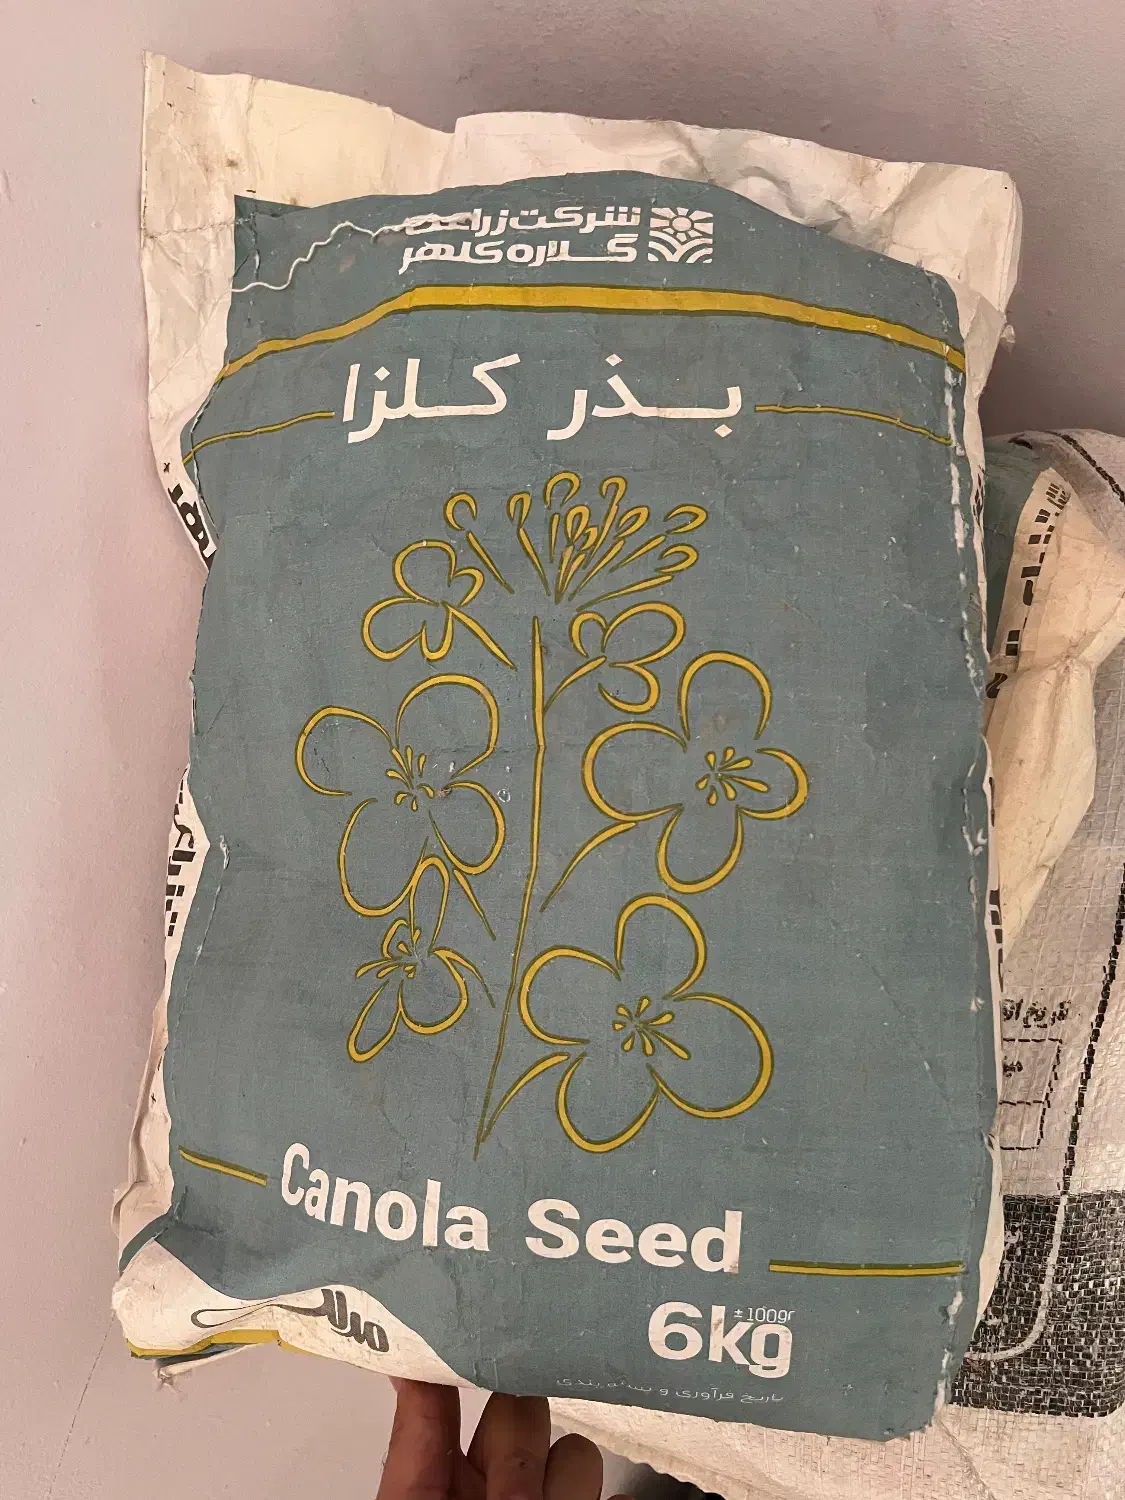 شرکت زراعی
گلاره کلهر
بذر کلزا
Canola Seed
±100gr
6kg
تاریخ فرآوری و بسته بندی